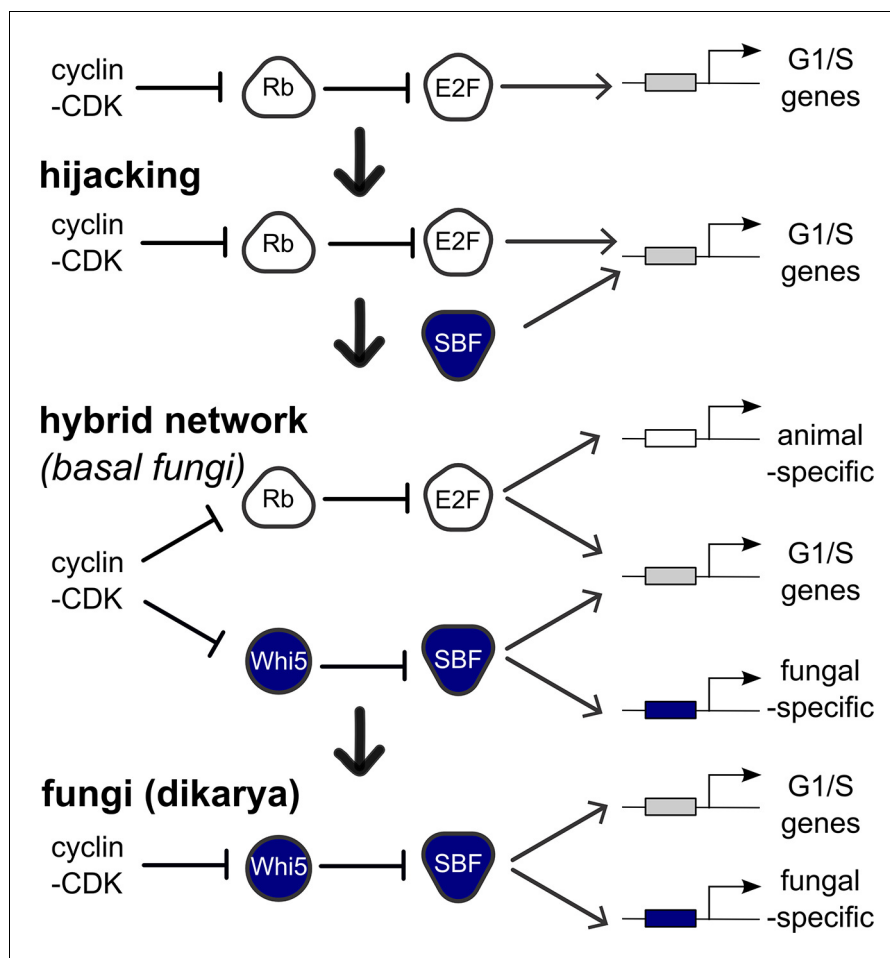 cyclin
-CDK
Rb
E2F
G1/S
genes
hijacking
cyclin
-CDK
Rb
E2F
G1/S
genes
SBF
hybrid network
(basal fungi)
Rb
E2F
animal
-specific
cyclin
-CDK
G1/S
genes
Whi5
SBF
fungal
-specific
fungi (dikarya)
cyclin
-CDK
Whi5
SBF
G1/S
genes
fungal
-specific